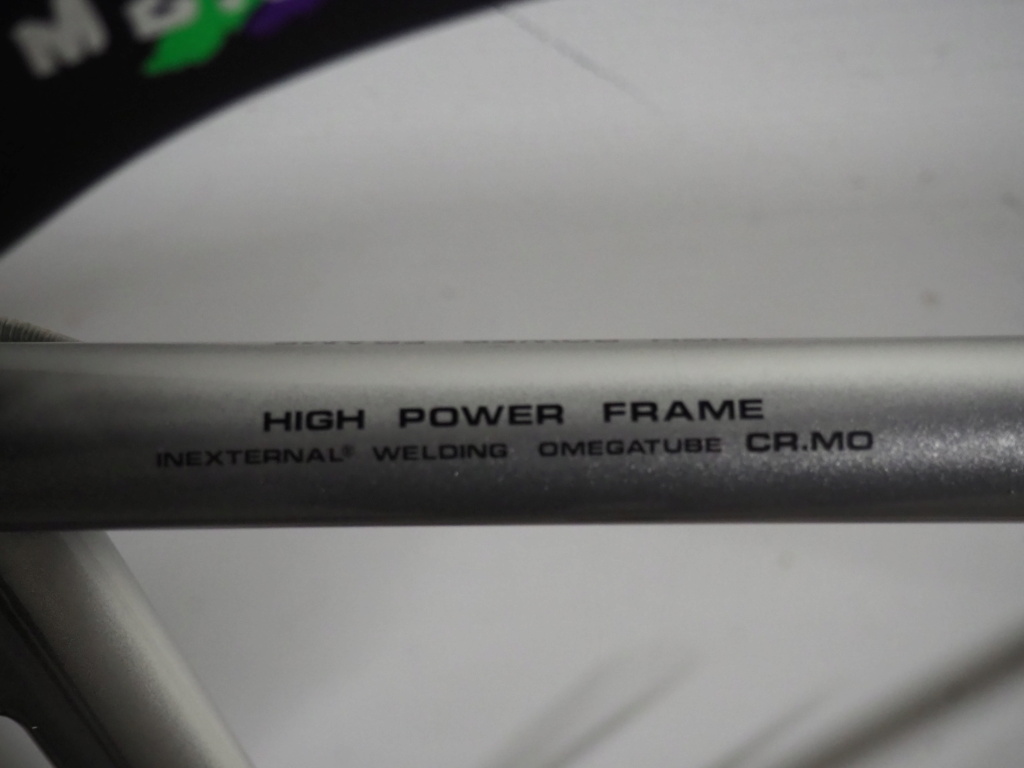 HIGH POWER FRAME
INEXTERNAL® WELDING OMEGATUBE CR.MO